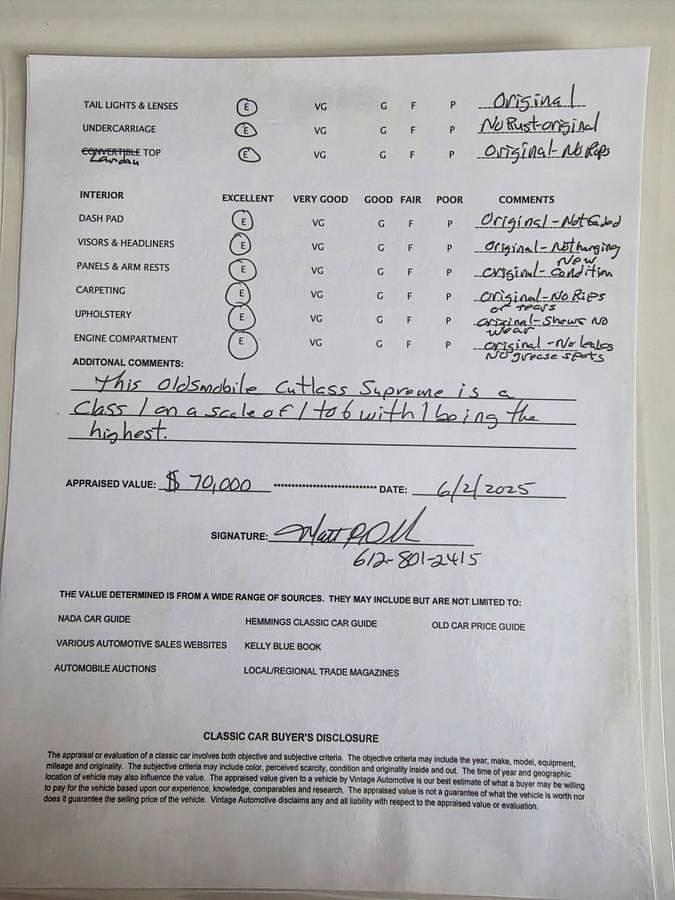 TAIL LIGHTS & LENSES E VG G F P Original
UNDERCARRIAGE E VG G F P No Rust-original
CONVERTIBLE TOP E VG G F P Original-No Rips
Landau
INTERIOR EXCELLENT VERY GOOD GOOD FAIR POOR COMMENTS
DASH PAD E VG G F P Original-Not faded
VISORS & HEADLINERS E VG G F P Original-Not hanging
PANELS & ARM RESTS E VG G F P original-New Condition
CARPETING E VG G F P original-No Rips
or tears
UPHOLSTERY E VG G F P original-Shows NO
wear
ENGINE COMPARTMENT E VG G F P original-No leaks
NO grease spots
ADDITONAL COMMENTS:
This Oldsmobile Cutlass Supreme is a
Class 1 on a scale of 1 to 6 with 1 being the
highest.
APPRAISED VALUE: $ 70,000 ............................... DATE: 6/2/2025
SIGNATURE: Matt
612-801-2415
THE VALUE DETERMINED IS FROM A WIDE RANGE OF SOURCES. THEY MAY INCLUDE BUT ARE NOT LIMITED TO:
NADA CAR GUIDE HEMMINGS CLASSIC CAR GUIDE OLD CAR PRICE GUIDE
VARIOUS AUTOMOTIVE SALES WEBSITES KELLY BLUE BOOK
AUTOMOBILE AUCTIONS LOCAL/REGIONAL TRADE MAGAZINES
CLASSIC CAR BUYER'S DISCLOSURE
The appraisal or evaluation of a classic car involves both objective and subjective criteria. The objective criteria may include the year, make, model, equipment,
mileage and originality. The subjective criteria may include color, perceived scarcity, condition and originality inside and out. The time of year and geographic
location of vehicle may also influence the value. The appraised value given to a vehicle by Vintage Automotive is our best estimate of what a buyer may be willing
to pay for the vehicle based upon our experience, knowledge, comparables and research. The appraised value is not a guarantee of what the vehicle is worth nor
does it guarantee the selling price of the vehicle. Vintage Automotive disclaims any and all liability with respect to the appraised value or evaluation.